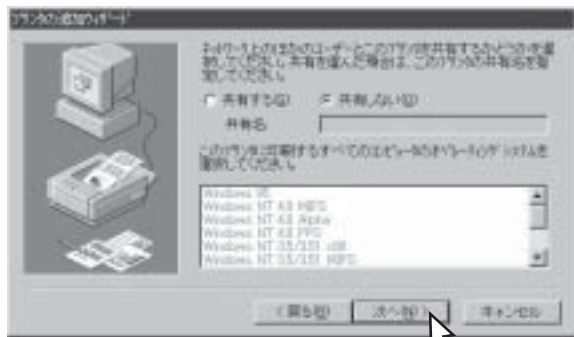 プリンタの追加ウィザード
ネットワーク上のほかのユーザーとこのプリンタを共有するかどうかを選
択してください。共有を選んだ場合は、このプリンタの共有名を指
定してください。
共有する(S) 共有しない(O)
共有名
このプリンタに印刷するすべてのコンピュータのオペレーティング システムを
選択してください。
Windows 95
Windows NT 4.0 MIPS
Windows NT 4.0 Alpha
Windows NT 4.0 PPC
Windows NT 3.5/3.51 x86
Windows NT 3.5/3.51 MIPS
< 戻る(B) 次へ(N) > キャンセル